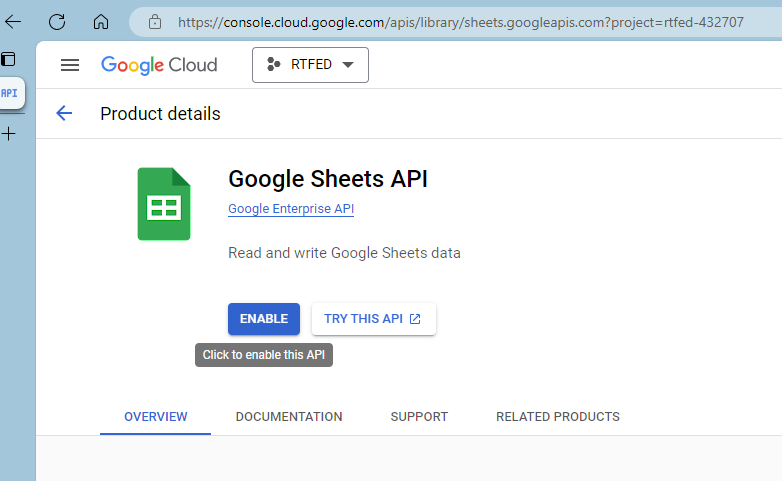 https://console.cloud.google.com/apis/library/sheets.googleapis.com?project=rtfed-432707
Google Cloud
RTFED
API
Product details
Google Sheets API
Google Enterprise API
Read and write Google Sheets data
ENABLE
TRY THIS API
Click to enable this API
OVERVIEW
DOCUMENTATION
SUPPORT
RELATED PRODUCTS